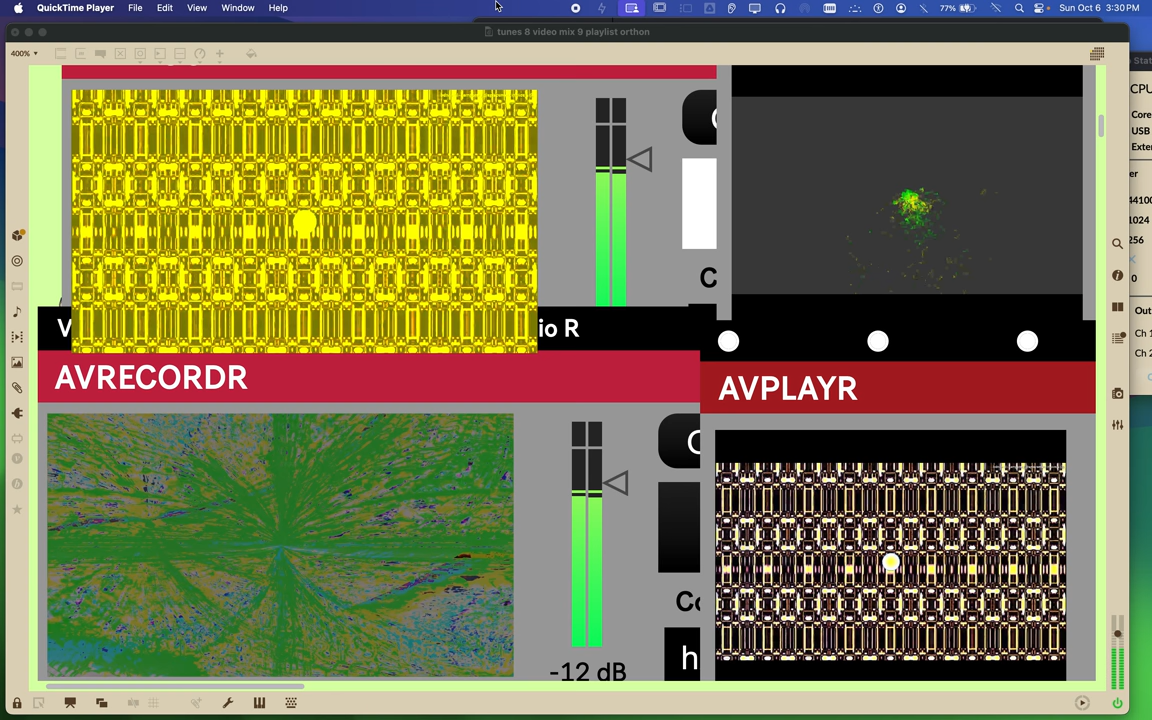 QuickTime Player File Edit View Window Help
77%
Sun Oct 6 3:30 PM
tunes 8 video mix 9 playlist orthon
400%
Stat
CPU
Core
USB
Exter
er
44100
1024
256
0
Out
Ch 1
Ch 2
V
io R
C
AVRECORDR
AVPLAYR
-12 dB
Co
h